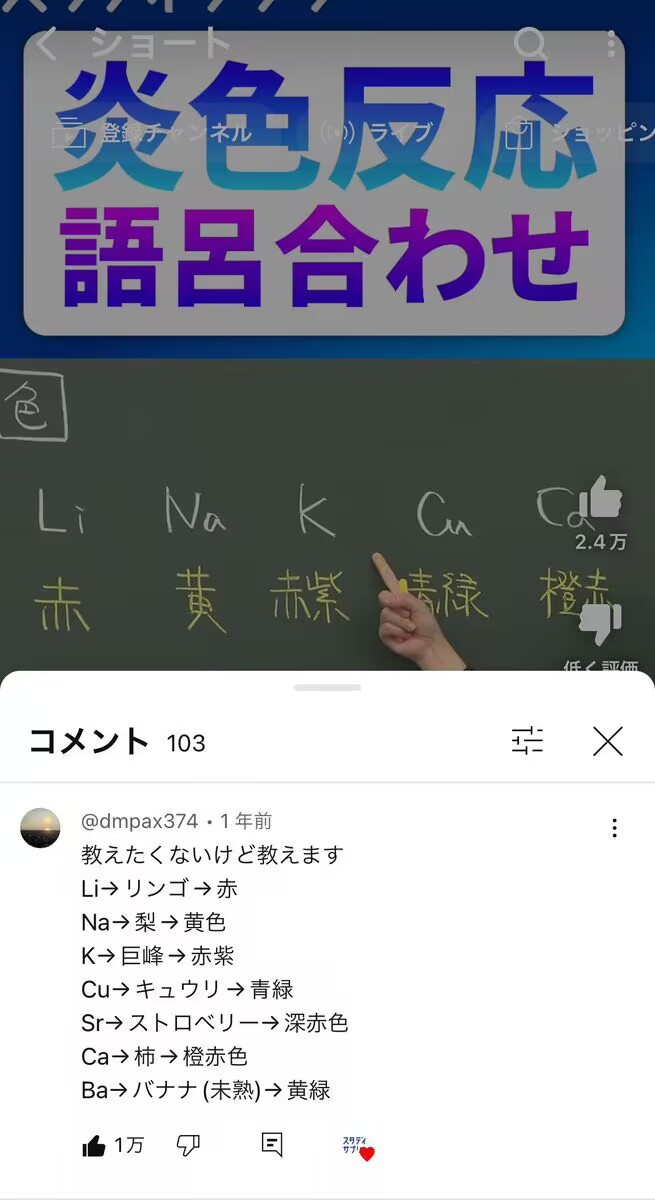 ショート
登録チャンネル
ライブ
ショッピン
炎色反応
語呂合わせ
色
Li Na K Cu Ca
赤 黄 赤紫 青緑 橙赤
2.4万
低く評価
コメント 103
@dmpax374・1年前
教えたくないけど教えます
Li→リンゴ→赤
Na→梨→黄色
K→巨峰→赤紫
Cu→キュウリ→青緑
Sr→ストロベリー→深赤色
Ca→柿→橙赤色
Ba→バナナ(未熟)→黄緑
1万
スタディ
サプリ